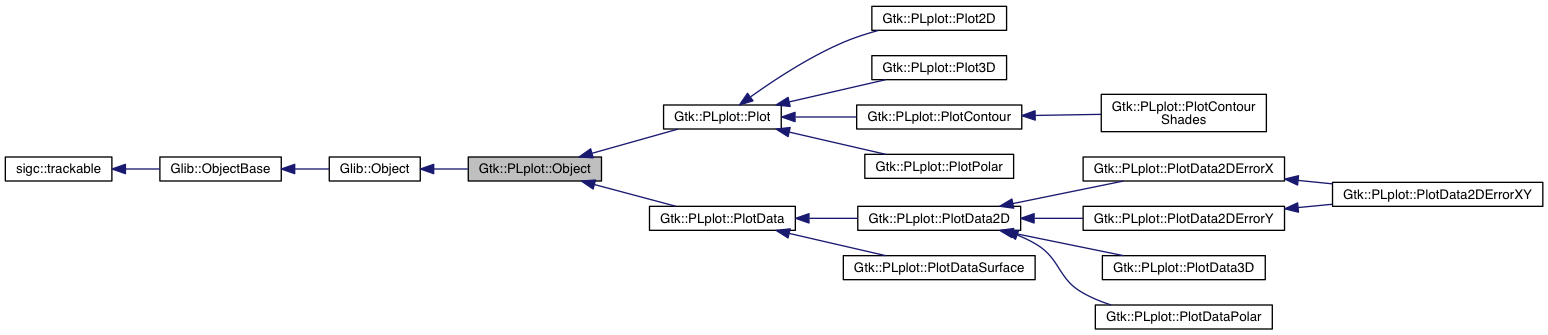 Gtk::PLplot::Plot2D
Gtk::PLplot::Plot3D
Gtk::PLplot::PlotContour
Shades
Gtk::PLplot::Plot
Gtk::PLplot::PlotContour
Gtk::PLplot::PlotPolar
sigc::trackable
Glib::ObjectBase
Glib::Object
Gtk::PLplot::Object
Gtk::PLplot::PlotData2DErrorX
Gtk::PLplot::PlotData2DErrorXY
Gtk::PLplot::PlotData
Gtk::PLplot::PlotData2D
Gtk::PLplot::PlotData2DErrorY
Gtk::PLplot::PlotDataSurface
Gtk::PLplot::PlotData3D
Gtk::PLplot::PlotDataPolar